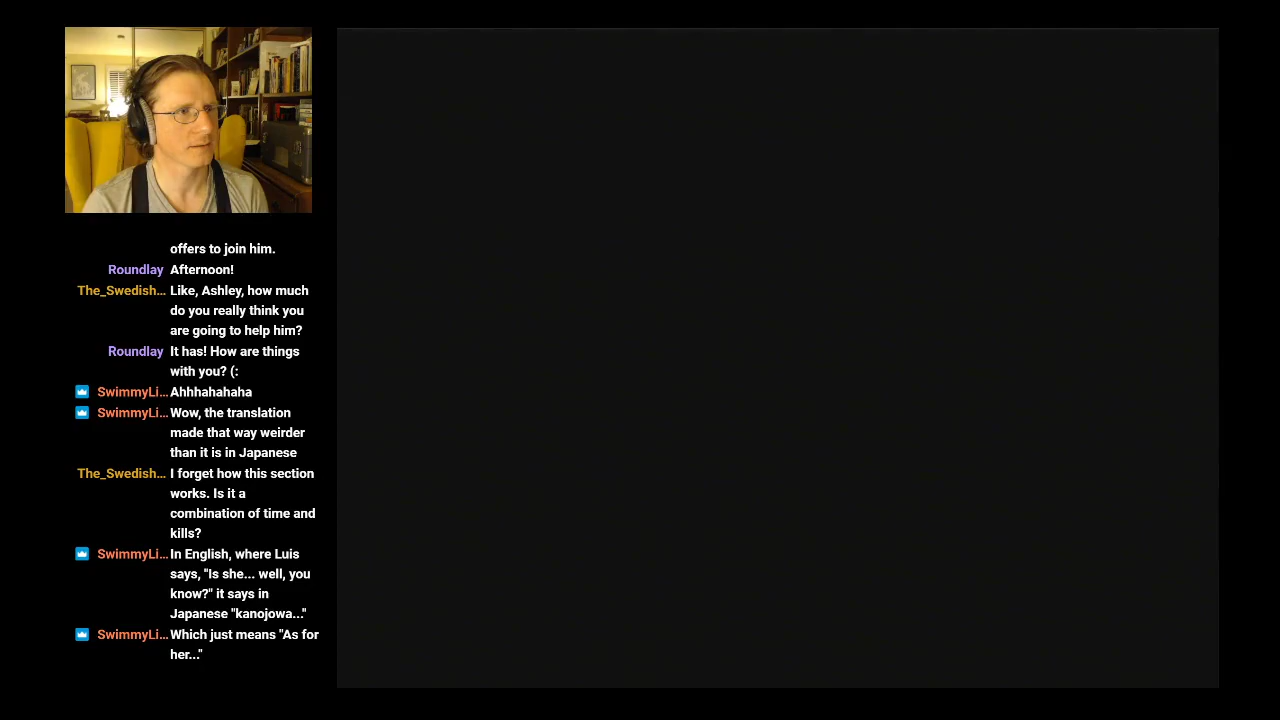 offers to join him.
Roundlay Afternoon!
The_Swedish... Like, Ashley, how much
do you really think you
are going to help him?
Roundlay It has! How are things
with you? (:
SwimmyLi... Ahhhahahaha
SwimmyLi... Wow, the translation
made that way weirder
than it is in Japanese
The_Swedish... I forget how this section
works. Is it a
combination of time and
kills?
SwimmyLi... In English, where Luis
says, "Is she... well, you
know?" it says in
Japanese "kanojowa..."
SwimmyLi... Which just means "As for
her..."